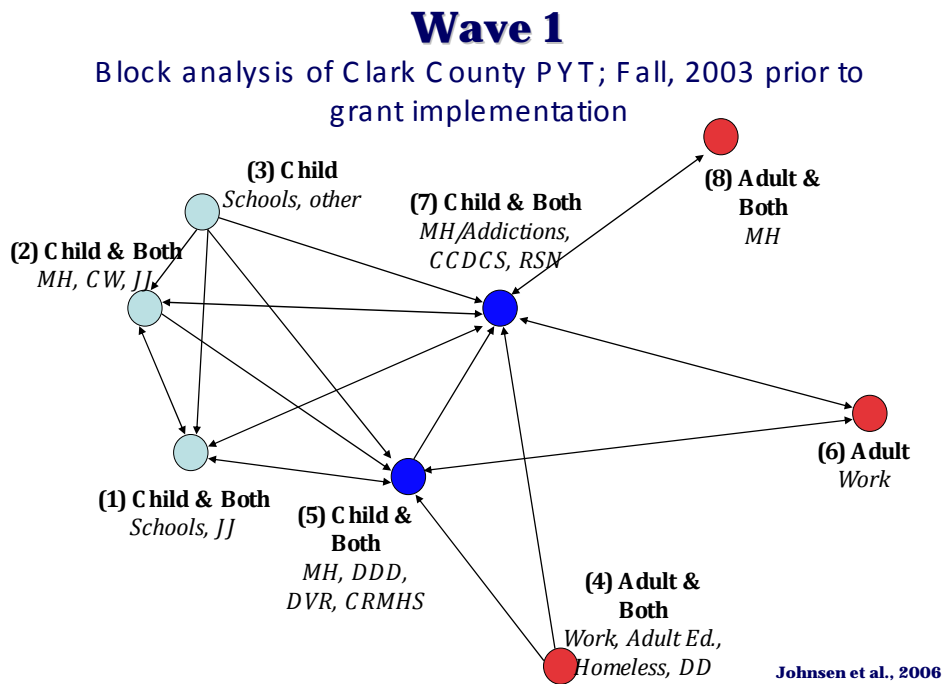 Wave 1
Block analysis of Clark County PYT; Fall, 2003 prior to
grant implementation
(3) Child
Schools, other
(7) Child & Both
MH/Addictions,
CCDCS, RSN
(8) Adult &
Both
MH
(2) Child & Both
MH, CW, JJ
(6) Adult
Work
(1) Child & Both
Schools, JJ
(5) Child &
Both
MH, DDD,
DVR, CRMHS
(4) Adult &
Both
Work, Adult Ed.,
Homeless, DD
Johnsen et al., 2006